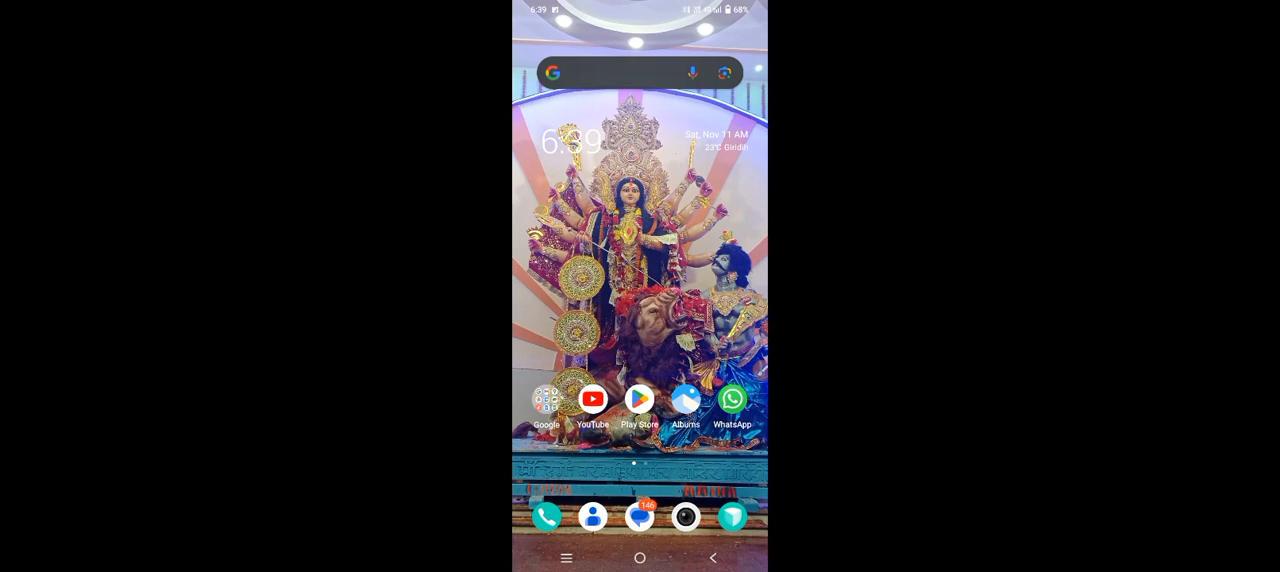 6:39
68%
6:39
Sat, Nov 11 AM
23°C Giridih
Google
YouTube
Play Store
Albums
WhatsApp
146